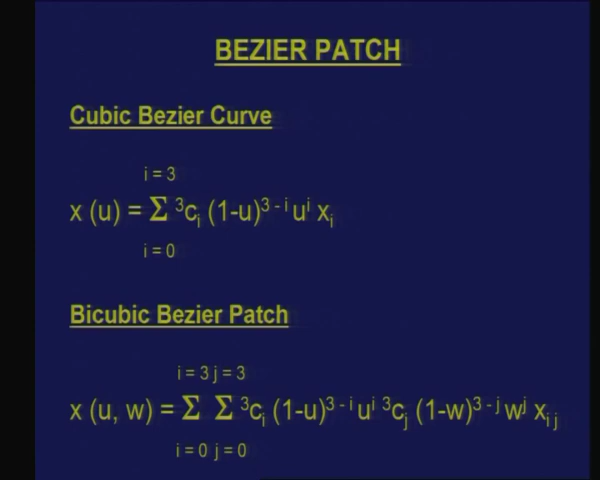 BEZIER PATCH
Cubic Bezier Curve
i = 3
x (u) = Σ ³cᵢ (1-u)³⁻ⁱ uⁱ xᵢ
i = 0
Bicubic Bezier Patch
i = 3 j = 3
x (u, w) = Σ Σ ³cᵢ (1-u)³⁻ⁱ uⁱ ³cⱼ (1-w)³⁻ʲ wʲ xᵢⱼ
i = 0 j = 0